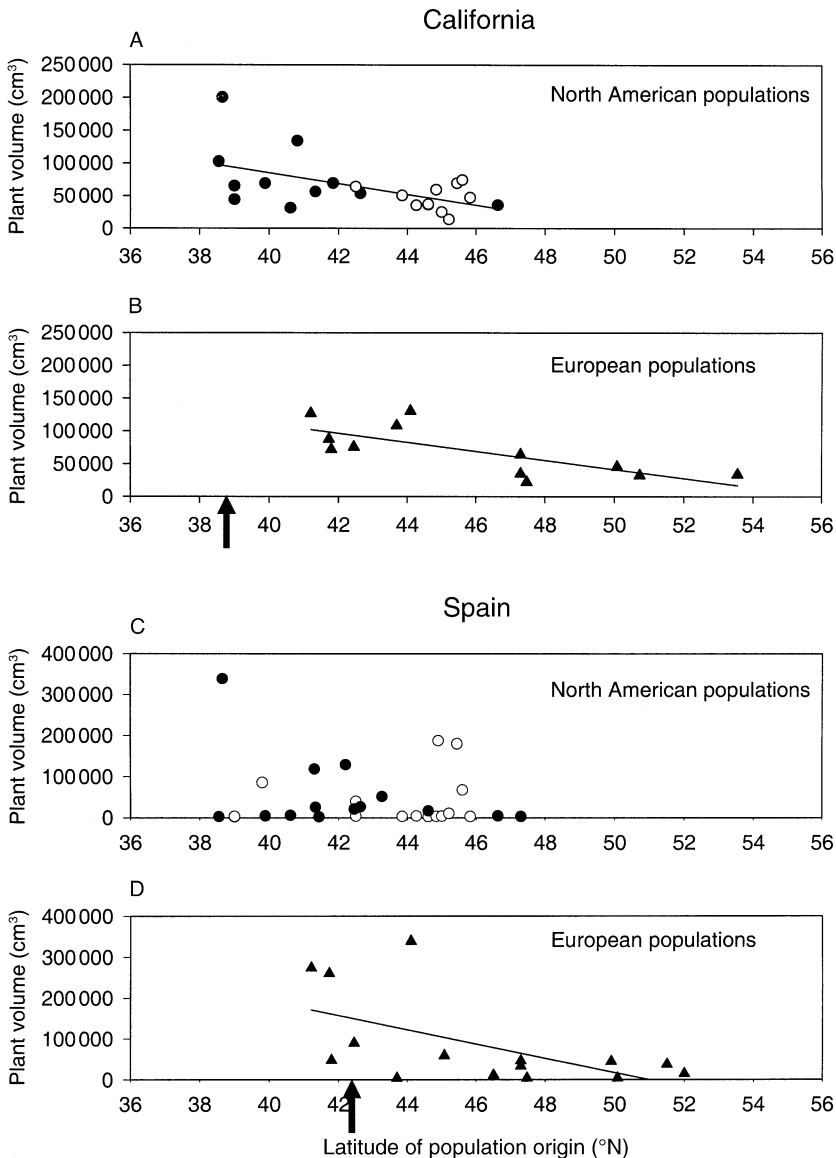 California
A
Plant volume (cm³)
250 000
200 000
150 000
100 000
50 000
0
North American populations
36 38 40 42 44 46 48 50 52 54 56
B
Plant volume (cm³)
250 000
200 000
150 000
100 000
50 000
0
European populations
36 38 40 42 44 46 48 50 52 54 56
Spain
C
Plant volume (cm³)
400 000
300 000
200 000
100 000
0
North American populations
36 38 40 42 44 46 48 50 52 54 56
D
Plant volume (cm³)
400 000
300 000
200 000
100 000
0
European populations
36 38 40 42 44 46 48 50 52 54 56
Latitude of population origin (°N)